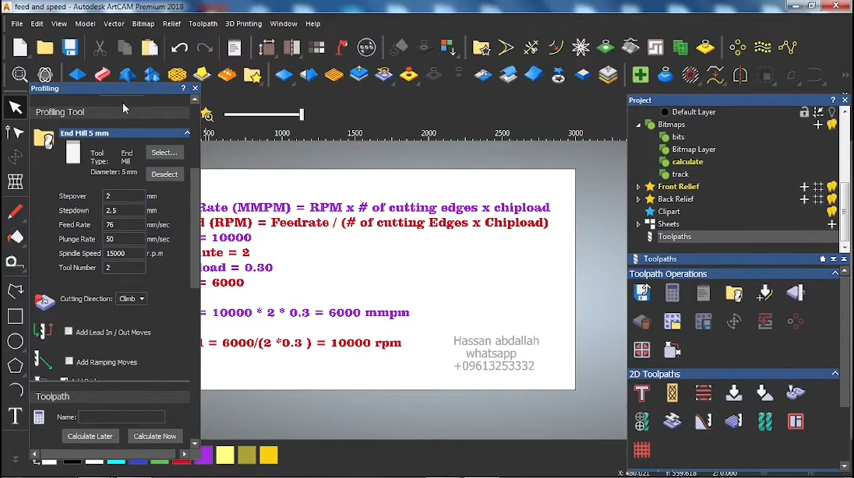 feed and speed - Autodesk ArtCAM Premium 2018
File Edit View Model Vector Bitmap Relief Toolpath 3D Printing Window Help
Profiling
Profiling Tool
End Mill 5 mm
Tool Type: End Mill
Diameter: 5 mm
Select...
Deselect
Stepover 2 mm
Stepdown 2.5 mm
Feed Rate 76 mm/sec
Plunge Rate 50 mm/sec
Spindle Speed 15000 r.p.m
Tool Number 2
Cutting Direction: Climb
Add Lead In / Out Moves
Add Ramping Moves
Toolpath
Name:
Calculate Later Calculate Now
500 1000 1500 2000 2500
Rate (MMPM) = RPM x # of cutting edges x chipload
(RPM) = Feedrate / (# of cutting Edges x Chipload)
= 10000
ute = 2
load = 0.30
= 6000
= 10000 * 2 * 0.3 = 6000 mmpm
= 6000/(2 *0.3 ) = 10000 rpm
Hassan abdallah
whatsapp
+09613253332
Project
Default Layer
Bitmaps
bits
Bitmap Layer
calculate
track
Front Relief
Back Relief
Clipart
Sheets
Toolpaths
Toolpaths
Toolpath Operations
2D Toolpaths